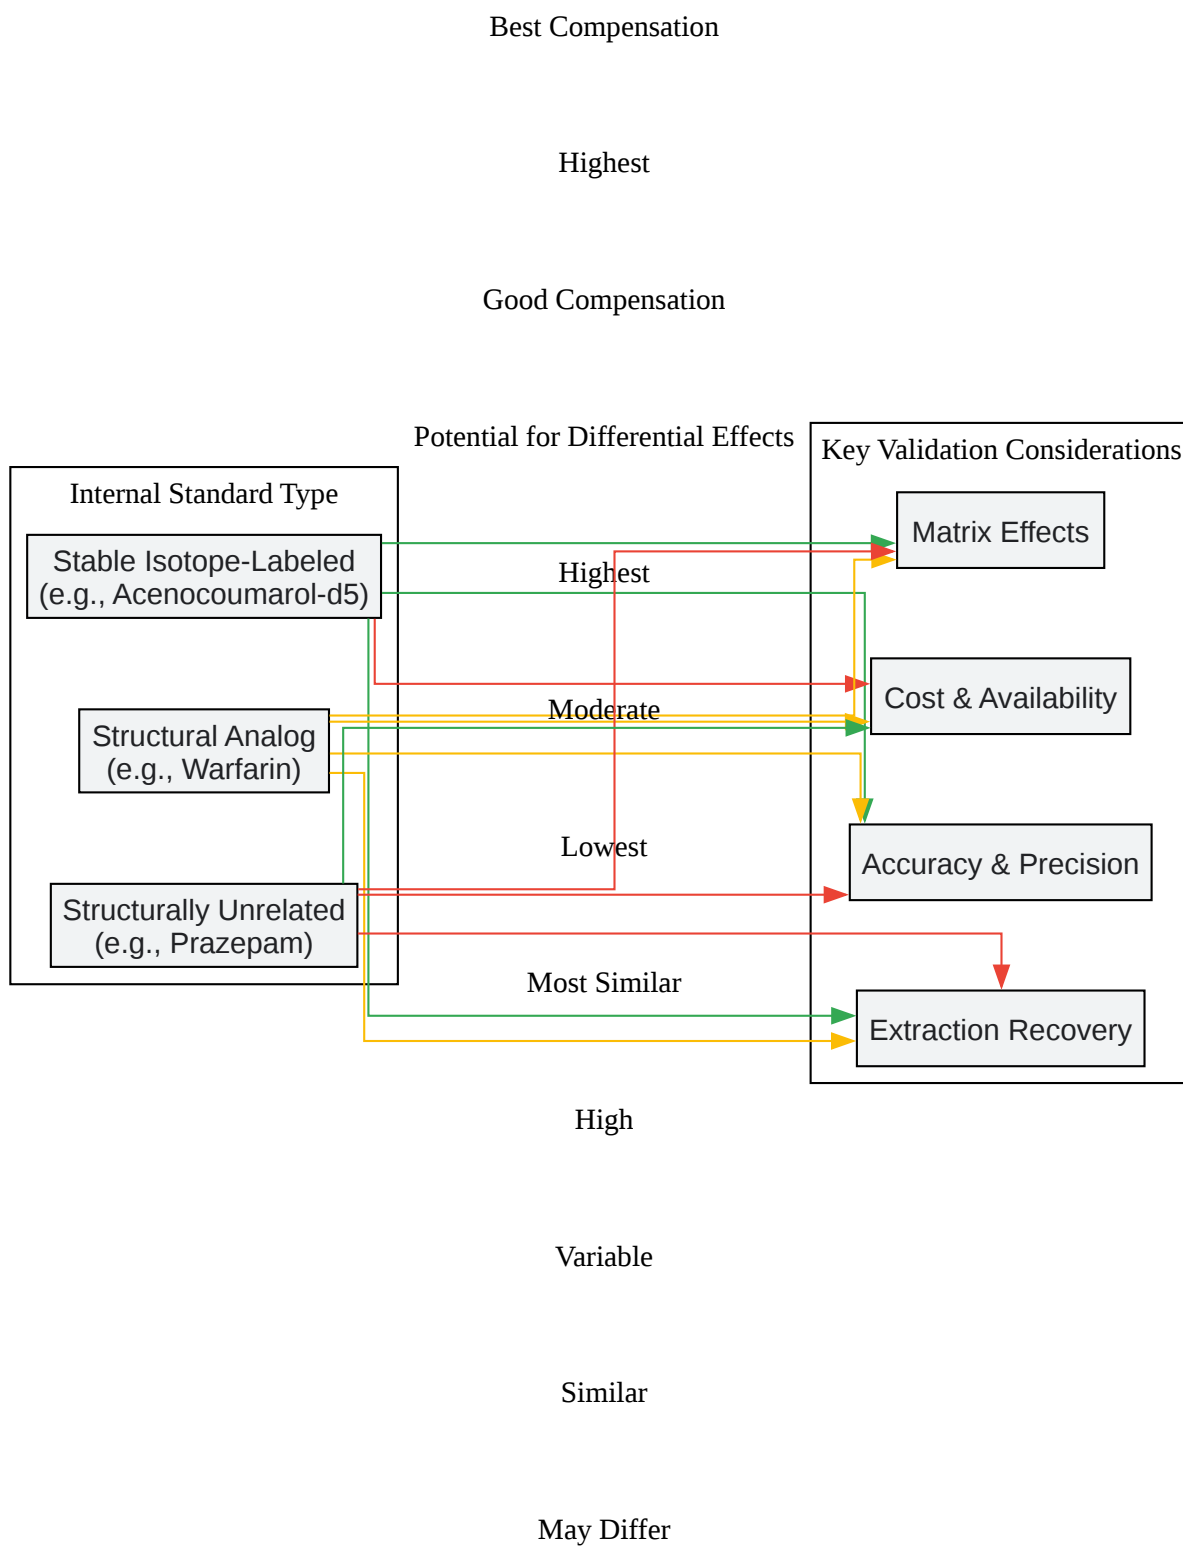 Best Compensation
Highest
Good Compensation
Potential for Differential Effects
Key Validation Considerations
Internal Standard Type
Matrix Effects
Stable Isotope-Labeled
(e.g., Acenocoumarol-d5)
Highest
Cost & Availability
Moderate
Structural Analog
(e.g., Warfarin)
Lowest
Accuracy & Precision
Structurally Unrelated
(e.g., Prazepam)
Most Similar
Extraction Recovery
High
Variable
Similar
May Differ